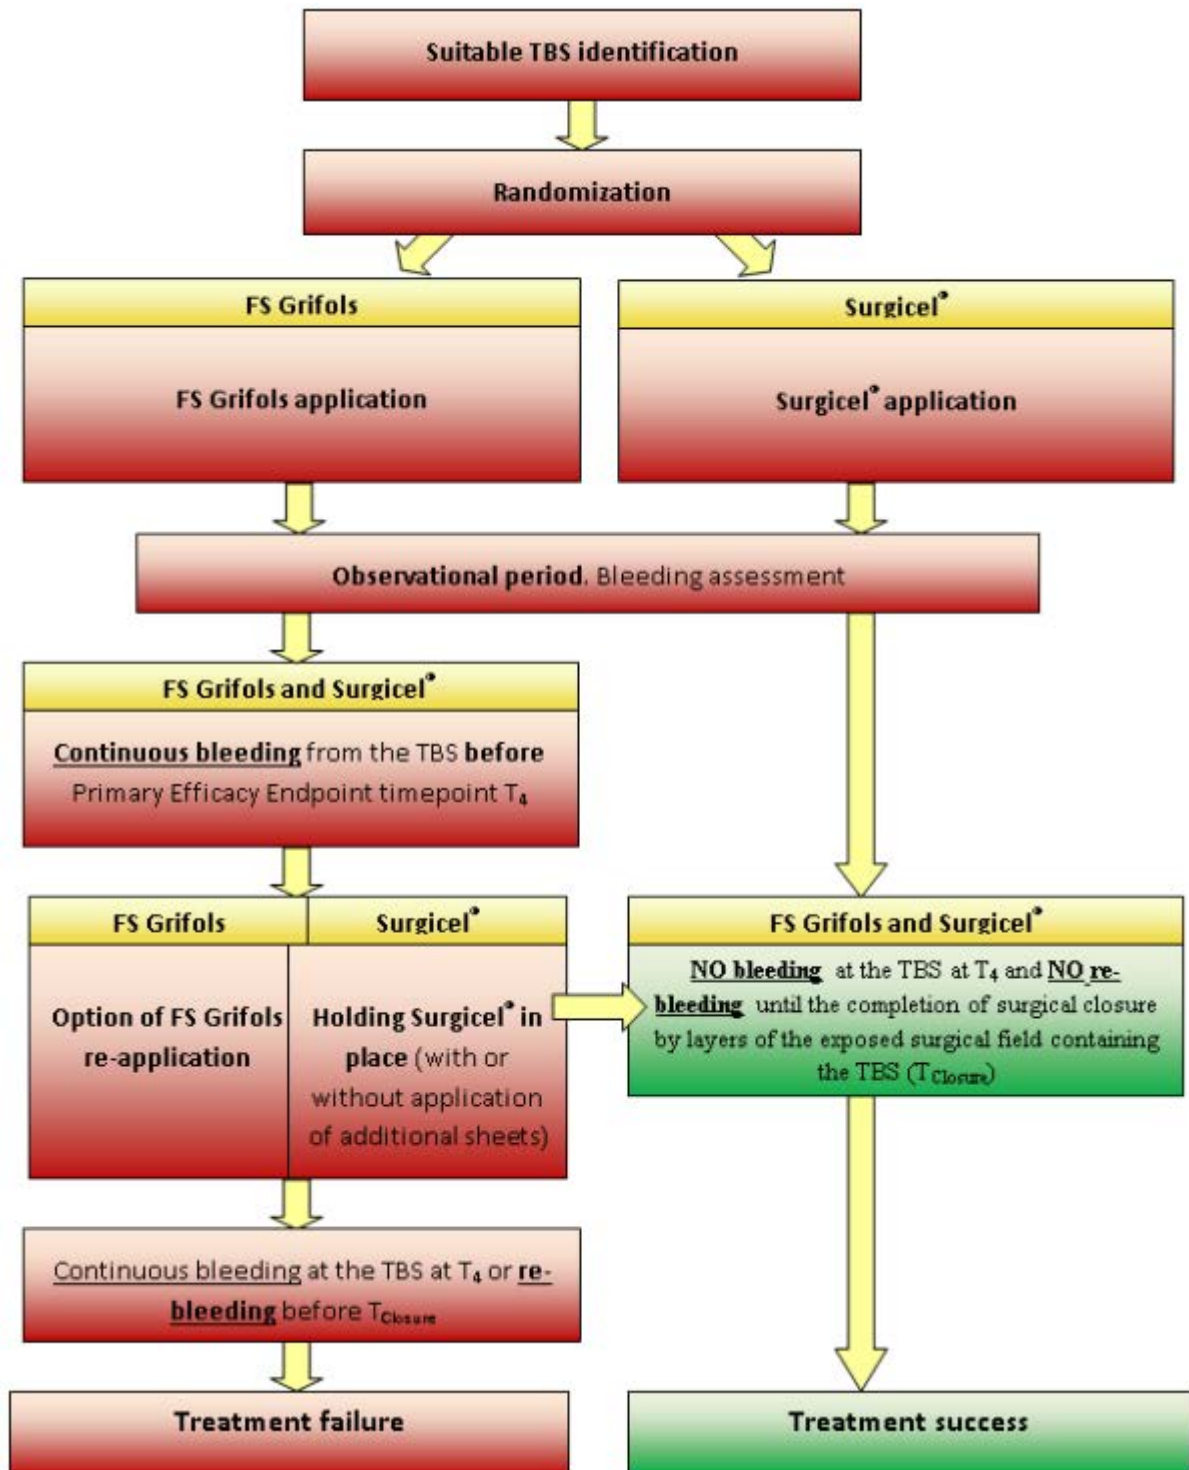 Suitable TBS identification
Randomization
FS Grifols
FS Grifols application
Surgicel®
Surgicel® application
Observational period. Bleeding assessment
FS Grifols and Surgicel®
Continuous bleeding from the TBS before
Primary Efficacy Endpoint timepoint T₄
FS Grifols
Option of FS Grifols
re-application
Surgicel®
Holding Surgicel® in
place (with or
without application
of additional sheets)
FS Grifols and Surgicel®
NO bleeding at the TBS at T₄ and NO re-
bleeding until the completion of surgical closure
by layers of the exposed surgical field containing
the TBS (TClosure)
Continuous bleeding at the TBS at T₄ or re-
bleeding before TClosure
Treatment failure
Treatment success